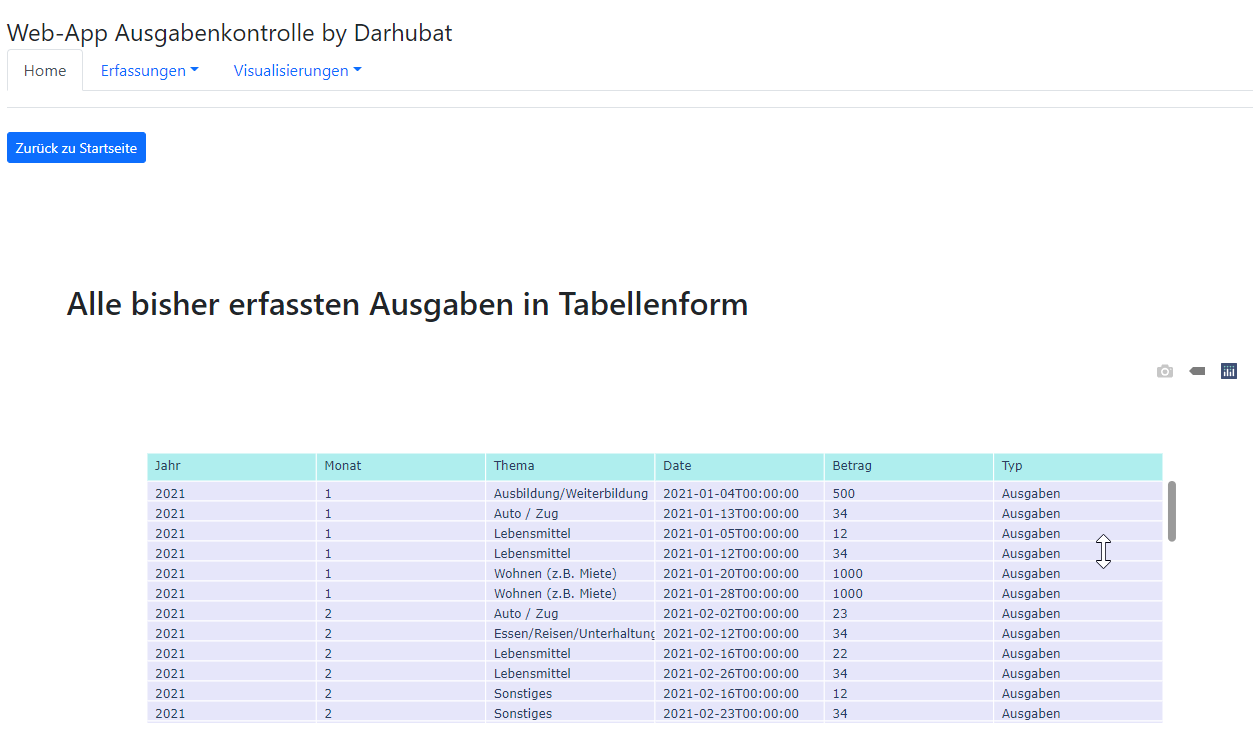 Web-App Ausgabenkontrolle by Darhubat
Home Erfassungen Visualisierungen
Zurück zu Startseite
Alle bisher erfassten Ausgaben in Tabellenform
Jahr Monat Thema Date Betrag Typ
2021 1 Ausbildung/Weiterbildung 2021-01-04T00:00:00 500 Ausgaben
2021 1 Auto / Zug 2021-01-13T00:00:00 34 Ausgaben
2021 1 Lebensmittel 2021-01-05T00:00:00 12 Ausgaben
2021 1 Lebensmittel 2021-01-12T00:00:00 34 Ausgaben
2021 1 Wohnen (z.B. Miete) 2021-01-20T00:00:00 1000 Ausgaben
2021 1 Wohnen (z.B. Miete) 2021-01-28T00:00:00 1000 Ausgaben
2021 2 Auto / Zug 2021-02-02T00:00:00 23 Ausgaben
2021 2 Essen/Reisen/Unterhaltung 2021-02-12T00:00:00 34 Ausgaben
2021 2 Lebensmittel 2021-02-16T00:00:00 22 Ausgaben
2021 2 Lebensmittel 2021-02-26T00:00:00 34 Ausgaben
2021 2 Sonstiges 2021-02-16T00:00:00 12 Ausgaben
2021 2 Sonstiges 2021-02-23T00:00:00 34 Ausgaben